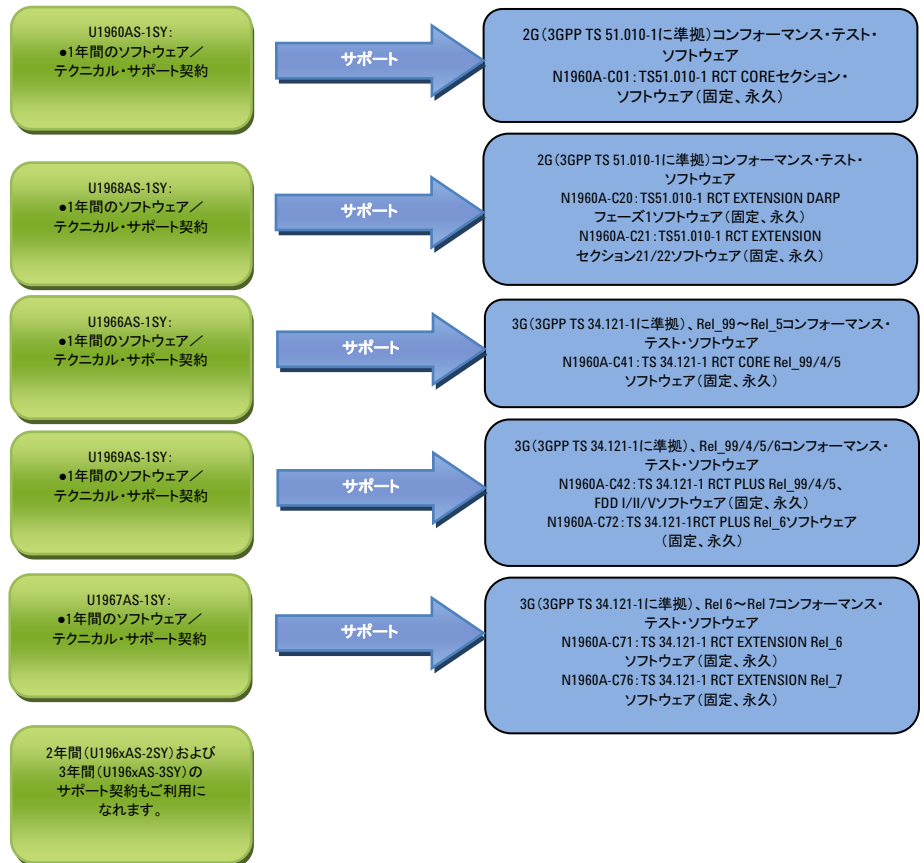 U1960AS-1SY:
●1年間のソフトウェア／
テクニカル・サポート契約
サポート
2G(3GPP TS 51.010-1に準拠)コンフォーマンス・テスト・
ソフトウェア
N1960A-C01:TS51.010-1 RCT COREセクション・
ソフトウェア(固定、永久)
U1968AS-1SY:
●1年間のソフトウェア／
テクニカル・サポート契約
サポート
2G(3GPP TS 51.010-1に準拠)コンフォーマンス・テスト・
ソフトウェア
N1960A-C20:TS51.010-1 RCT EXTENSION DARP
フェーズ1ソフトウェア(固定、永久)
N1960A-C21:TS51.010-1 RCT EXTENSION
セクション21/22ソフトウェア(固定、永久)
U1966AS-1SY:
●1年間のソフトウェア／
テクニカル・サポート契約
サポート
3G(3GPP TS 34.121-1に準拠)、Rel_99～Rel_5コンフォーマンス・
テスト・ソフトウェア
N1960A-C41:TS 34.121-1 RCT CORE Rel_99/4/5
ソフトウェア(固定、永久)
U1969AS-1SY:
●1年間のソフトウェア／
テクニカル・サポート契約
サポート
3G(3GPP TS 34.121-1に準拠)、Rel_99/4/5/6コンフォーマンス・
テスト・ソフトウェア
N1960A-C42:TS 34.121-1 RCT PLUS Rel_99/4/5、
FDD I/II/Vソフトウェア(固定、永久)
N1960A-C72:TS 34.121-1RCT PLUS Rel_6ソフトウェア
(固定、永久)
U1967AS-1SY:
●1年間のソフトウェア／
テクニカル・サポート契約
サポート
3G(3GPP TS 34.121-1に準拠)、Rel 6～Rel 7コンフォーマンス・
テスト・ソフトウェア
N1960A-C71:TS 34.121-1 RCT EXTENSION Rel_6
ソフトウェア(固定、永久)
N1960A-C76:TS 34.121-1 RCT EXTENSION Rel_7
ソフトウェア(固定、永久)
2年間(U196xAS-2SY)および
3年間(U196xAS-3SY)の
サポート契約もご利用に
なれます。